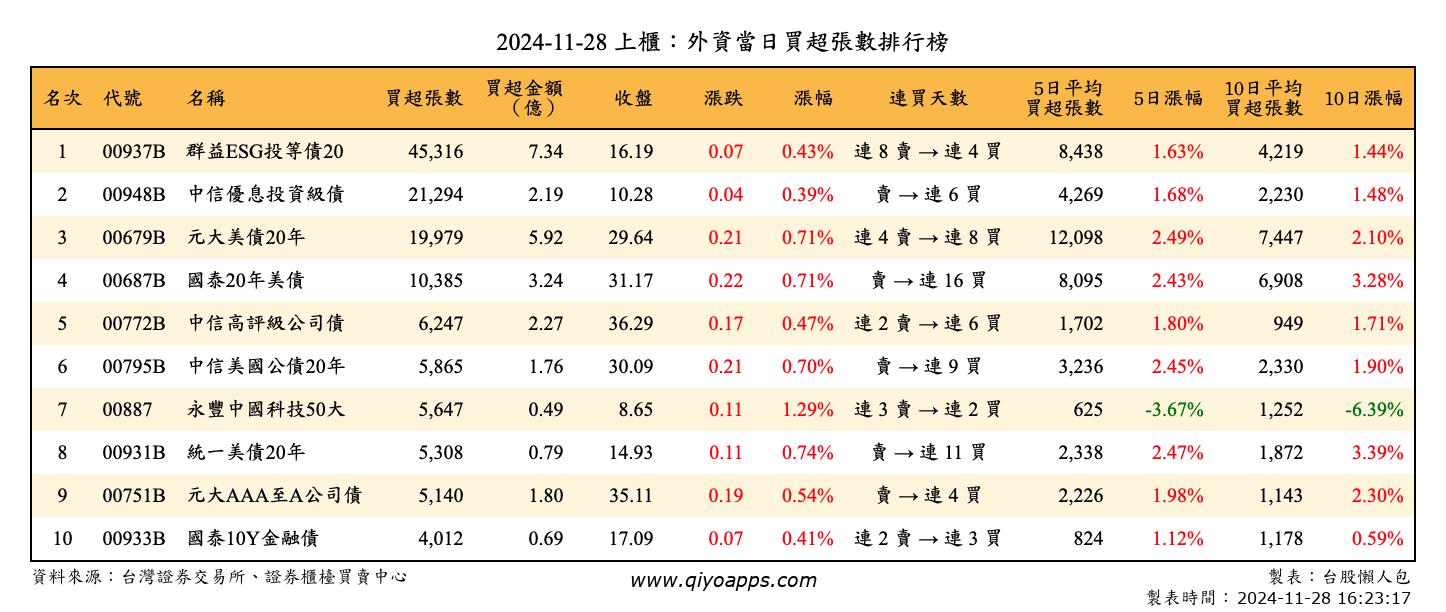 2024-11-28 上櫃：外資當日買超張數排行榜
名次 代號 名稱 買超張數 買超金額（億） 收盤 漲跌 漲幅 連買天數 5日平均買超張數 5日漲幅 10日平均買超張數 10日漲幅
1 00937B 群益ESG投等債20 45,316 7.34 16.19 0.07 0.43% 連 8 賣 → 連 4 買 8,438 1.63% 4,219 1.44%
2 00948B 中信優息投資級債 21,294 2.19 10.28 0.04 0.39% 賣 → 連 6 買 4,269 1.68% 2,230 1.48%
3 00679B 元大美債20年 19,979 5.92 29.64 0.21 0.71% 連 4 賣 → 連 8 買 12,098 2.49% 7,447 2.10%
4 00687B 國泰20年美債 10,385 3.24 31.17 0.22 0.71% 賣 → 連 16 買 8,095 2.43% 6,908 3.28%
5 00772B 中信高評級公司債 6,247 2.27 36.29 0.17 0.47% 連 2 賣 → 連 6 買 1,702 1.80% 949 1.71%
6 00795B 中信美國公債20年 5,865 1.76 30.09 0.21 0.70% 賣 → 連 9 買 3,236 2.45% 2,330 1.90%
7 00887 永豐中國科技50大 5,647 0.49 8.65 0.11 1.29% 連 3 賣 → 連 2 買 625 -3.67% 1,252 -6.39%
8 00931B 統一美債20年 5,308 0.79 14.93 0.11 0.74% 賣 → 連 11 買 2,338 2.47% 1,872 3.39%
9 00751B 元大AAA至A公司債 5,140 1.80 35.11 0.19 0.54% 賣 → 連 4 買 2,226 1.98% 1,143 2.30%
10 00933B 國泰10Y金融債 4,012 0.69 17.09 0.07 0.41% 連 2 賣 → 連 3 買 824 1.12% 1,178 0.59%
資料來源：台灣證券交易所、證券櫃檯買賣中心 www.qiyoapps.com 製表：台股懶人包
製表時間：2024-11-28 16:23:17